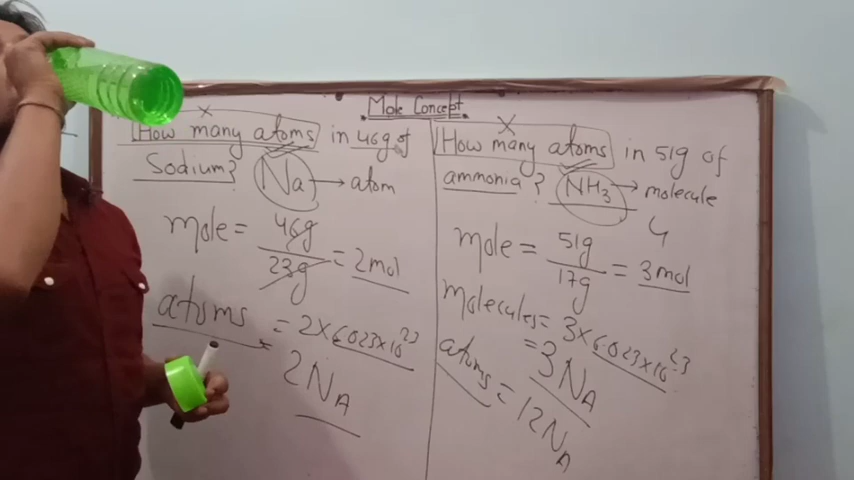 Mole Concept
How many atoms in 46g of
Sodium? Na → atom
mole = 46g / 23g = 2mol
atoms = 2×6.023×10²³
2NA
How many atoms in 51g of
ammonia? NH₃ → molecule
4
mole = 51g / 17g = 3mol
molecules = 3×6.023×10²³
= 3NA
atoms = 12NA